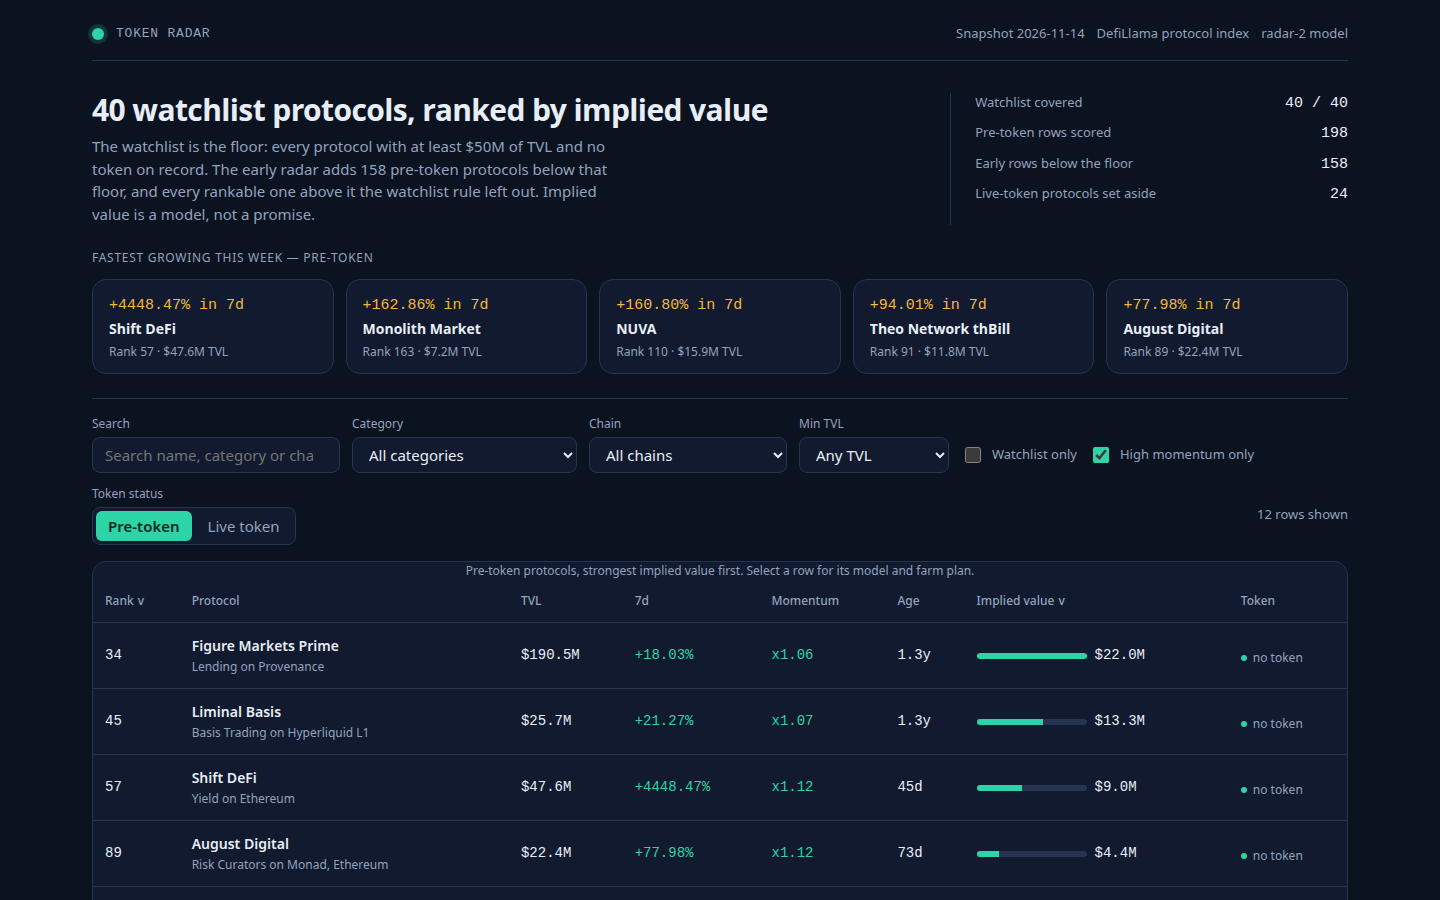 TOKEN RADAR
Snapshot 2026-11-14 DefiLlama protocol index radar-2 model
40 watchlist protocols, ranked by implied value
The watchlist is the floor: every protocol with at least $50M of TVL and no
token on record. The early radar adds 158 pre-token protocols below that
floor, and every rankable one above it the watchlist rule left out. Implied
value is a model, not a promise.
Watchlist covered 40 / 40
Pre-token rows scored 198
Early rows below the floor 158
Live-token protocols set aside 24
FASTEST GROWING THIS WEEK — PRE-TOKEN
+4448.47% in 7d
Shift DeFi
Rank 57 · $47.6M TVL
+162.86% in 7d
Monolith Market
Rank 163 · $7.2M TVL
+160.80% in 7d
NUVA
Rank 110 · $15.9M TVL
+94.01% in 7d
Theo Network thBill
Rank 91 · $11.8M TVL
+77.98% in 7d
August Digital
Rank 89 · $22.4M TVL
Search Category Chain Min TVL
Search name, category or cha All categories All chains Any TVL Watchlist only High momentum only
Token status
Pre-token Live token
12 rows shown
Pre-token protocols, strongest implied value first. Select a row for its model and farm plan.
Rank v Protocol TVL 7d Momentum Age Implied value v Token
34 Figure Markets Prime $190.5M +18.03% x1.06 1.3y $22.0M no token
Lending on Provenance
45 Liminal Basis $25.7M +21.27% x1.07 1.3y $13.3M no token
Basis Trading on Hyperliquid L1
57 Shift DeFi $47.6M +4448.47% x1.12 45d $9.0M no token
Yield on Ethereum
89 August Digital $22.4M +77.98% x1.12 73d $4.4M no token
Risk Curators on Monad, Ethereum